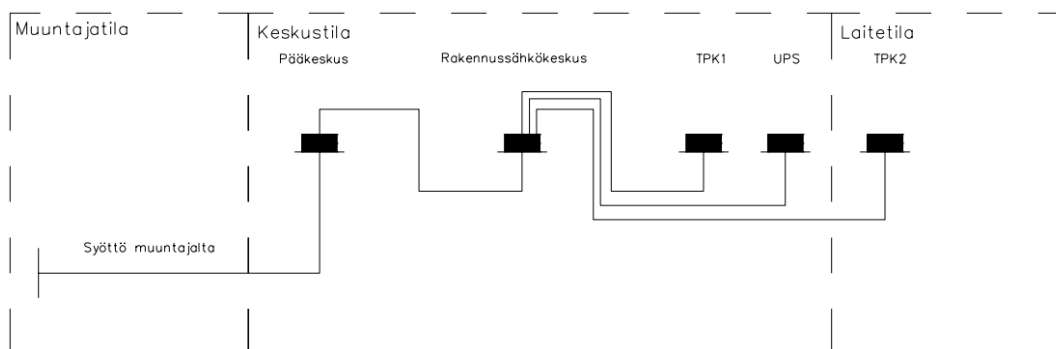 Muuntajatila
Keskustila
Laitetila
Pääkeskus
Rakennussähkökeskus
TPK1
UPS
TPK2
Syöttö muuntajalta